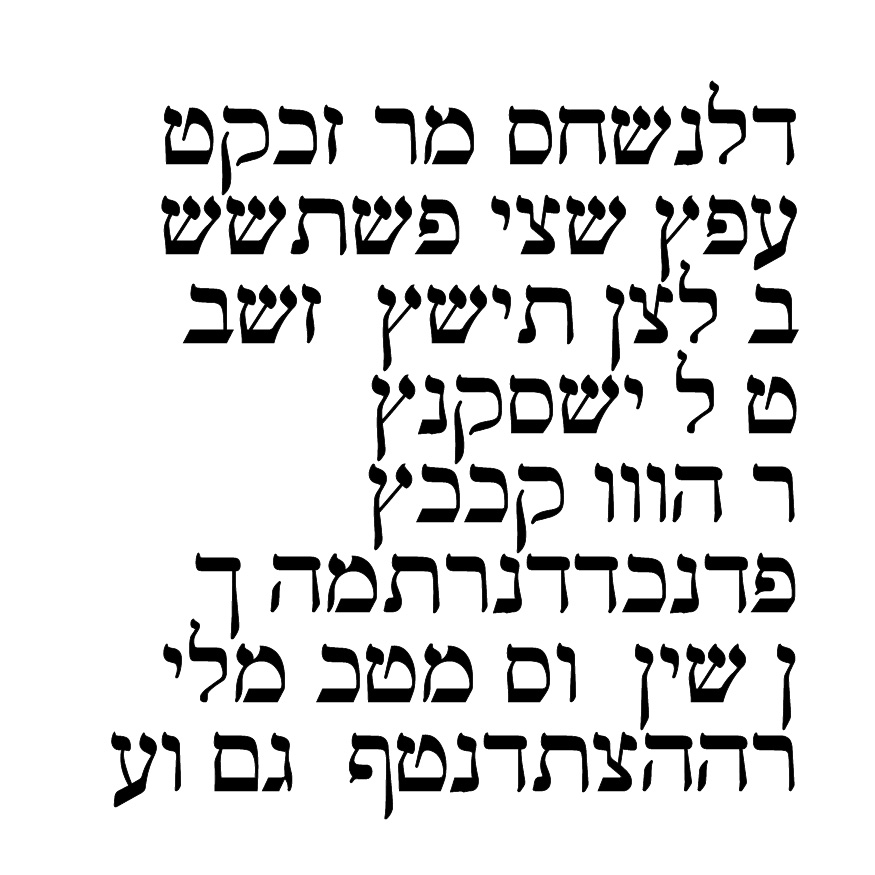 דלנשחס מר זכקט
עפץ שצי פשתשש
ב לצן תישץ זשב
ט ל ישסקנץ
ר הווו קככץ
פדנכדדנרתמה ך
ן שין וס מטכ מלי
רההצתדנטף גם ועַ